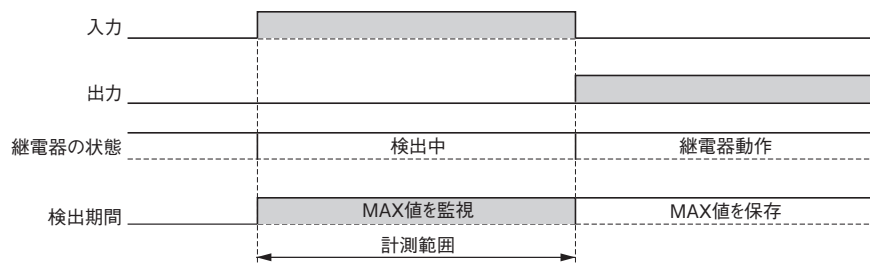 入力
出力
継電器の状態
検出中
継電器動作
検出期間
MAX値を監視
MAX値を保存
計測範囲